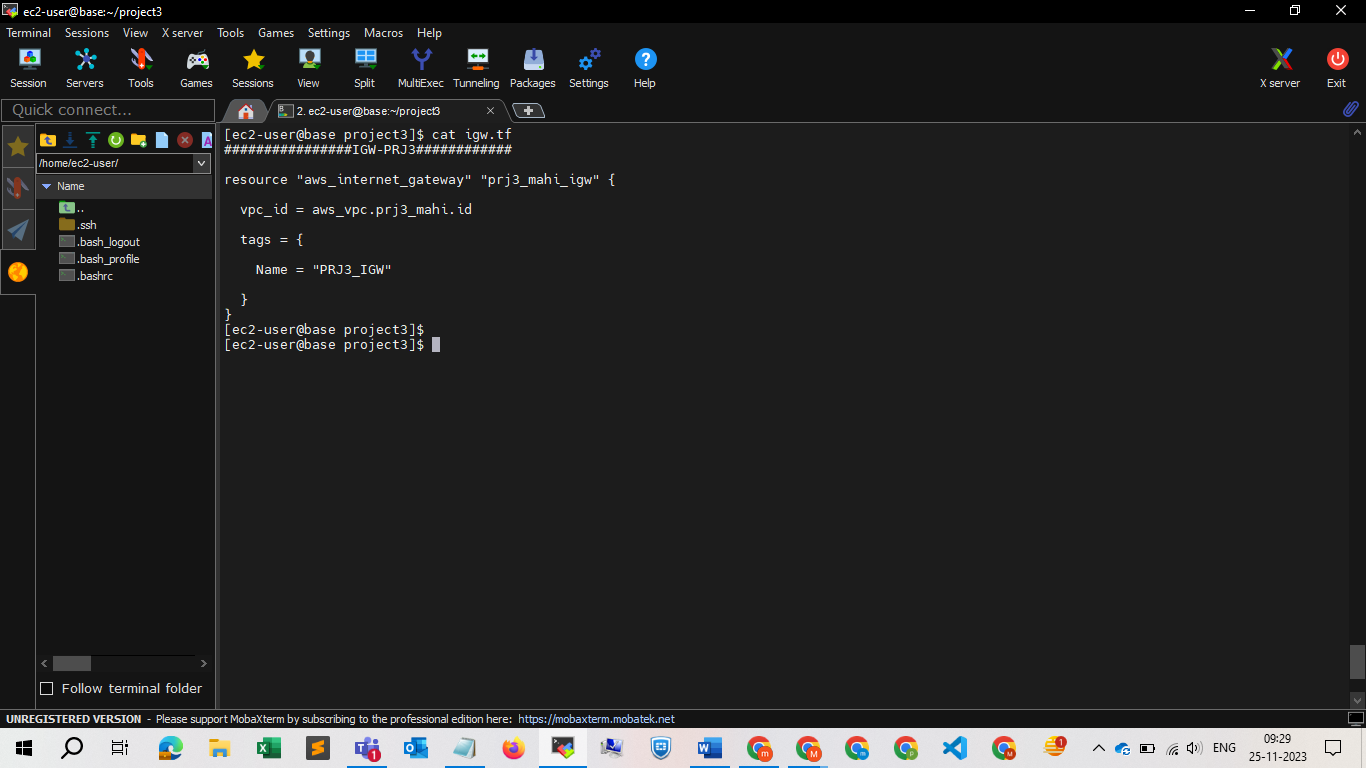 ec2-user@base:~/project3
Terminal Sessions View X server Tools Games Settings Macros Help
Session Servers Tools Games Sessions View Split MultiExec Tunneling Packages Settings Help X server Exit
Quick connect...
2. ec2-user@base:~/project3
/home/ec2-user/
Name
..
.ssh
.bash_logout
.bash_profile
.bashrc
[ec2-user@base project3]$ cat igw.tf
################IGW-PRJ3############
resource "aws_internet_gateway" "prj3_mahi_igw" {
vpc_id = aws_vpc.prj3_mahi.id
tags = {
Name = "PRJ3_IGW"
}
}
[ec2-user@base project3]$
[ec2-user@base project3]$
Follow terminal folder
UNREGISTERED VERSION - Please support MobaXterm by subscribing to the professional edition here: https://mobaxterm.mobatek.net
ENG
09:29
25-11-2023